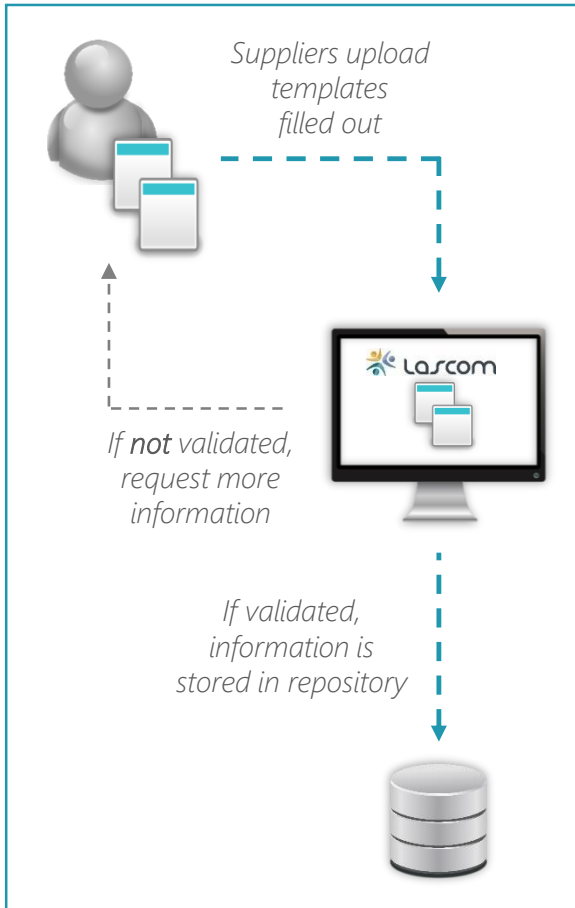 Suppliers upload
templates
filled out
Lascom
If not validated,
request more
information
If validated,
information is
stored in repository